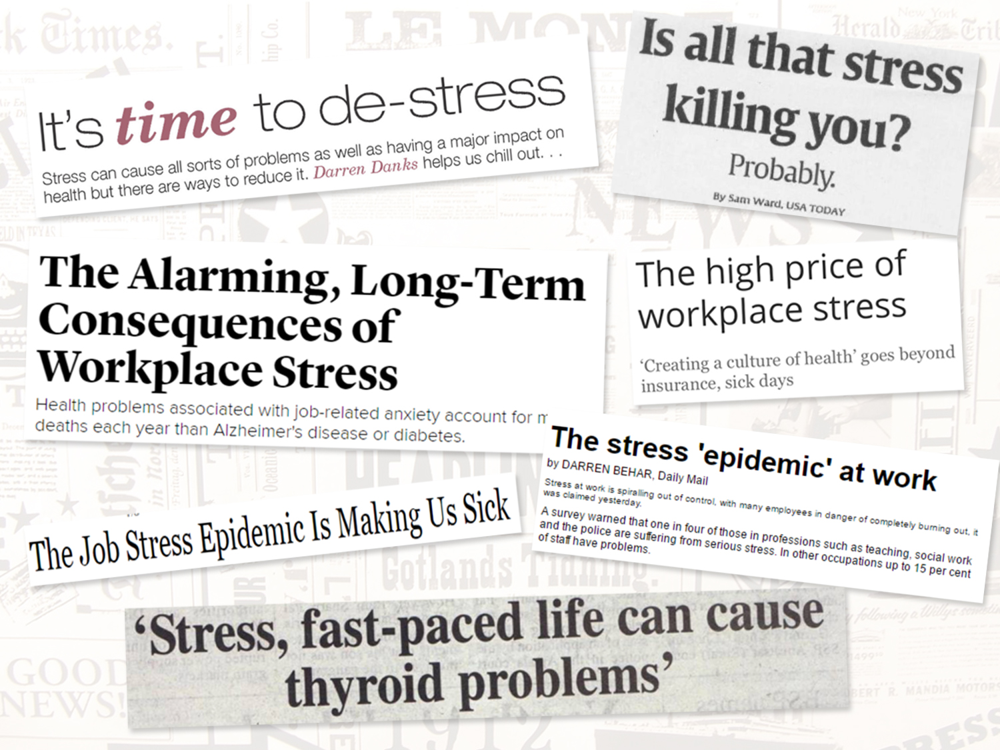 It's time to de-stress
Stress can cause all sorts of problems as well as having a major impact on
health but there are ways to reduce it. Darren Danks helps us chill out. . .
Is all that stress
killing you?
Probably.
By Sam Ward, USA TODAY
The Alarming, Long-Term
Consequences of
Workplace Stress
Health problems associated with job-related anxiety account for
deaths each year than Alzheimer's disease or diabetes.
The high price of
workplace stress
‘Creating a culture of health’ goes beyond
insurance, sick days
The stress 'epidemic' at work
by DARREN BEHAR, Daily Mail
Stress at work is spiralling out of control, with many employees in danger of completely burning out, it
was claimed yesterday.
A survey warned that one in four of those in professions such as teaching, social work
and the police are suffering from serious stress. In other occupations up to 15 per cent
of staff have problems.
The Job Stress Epidemic Is Making Us Sick
‘Stress, fast-paced life can cause
thyroid problems’
k Times.
LE MONDE
New York
Herald
NEWS
HEADLIN
Gotlands Tidning.
GOOD
NEWS!
1912
BERT R. MANDIA MOTORS
PRESS